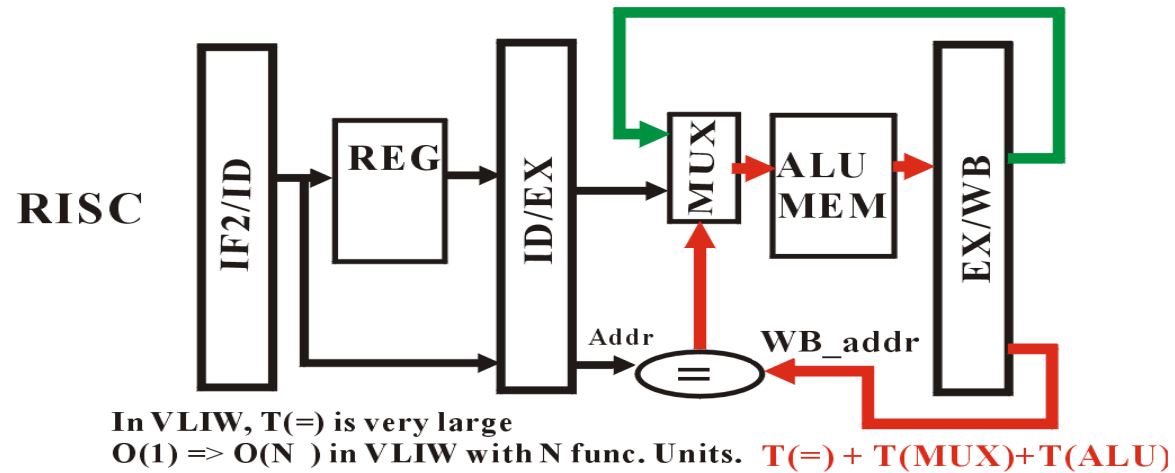 RISC
IF2/ID
REG
ID/EX
MUX
ALU
MEM
EX/WB
Addr
=
WB_addr
In VLIW, T(=) is very large
O(1) => O(N  ) in VLIW with N func. Units.
T(=) + T(MUX)+T(ALU)